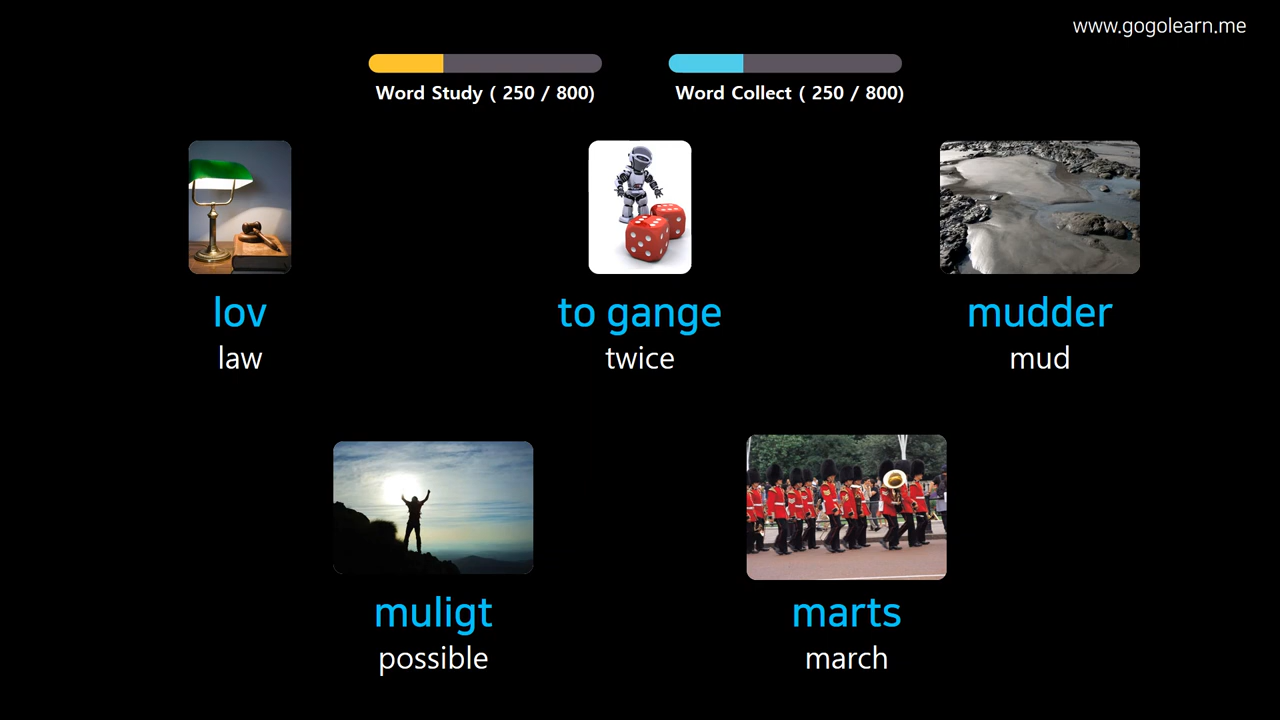 www.gogolearn.me
Word Study ( 250 / 800)
Word Collect ( 250 / 800)
lov
law
to gange
twice
mudder
mud
muligt
possible
marts
march